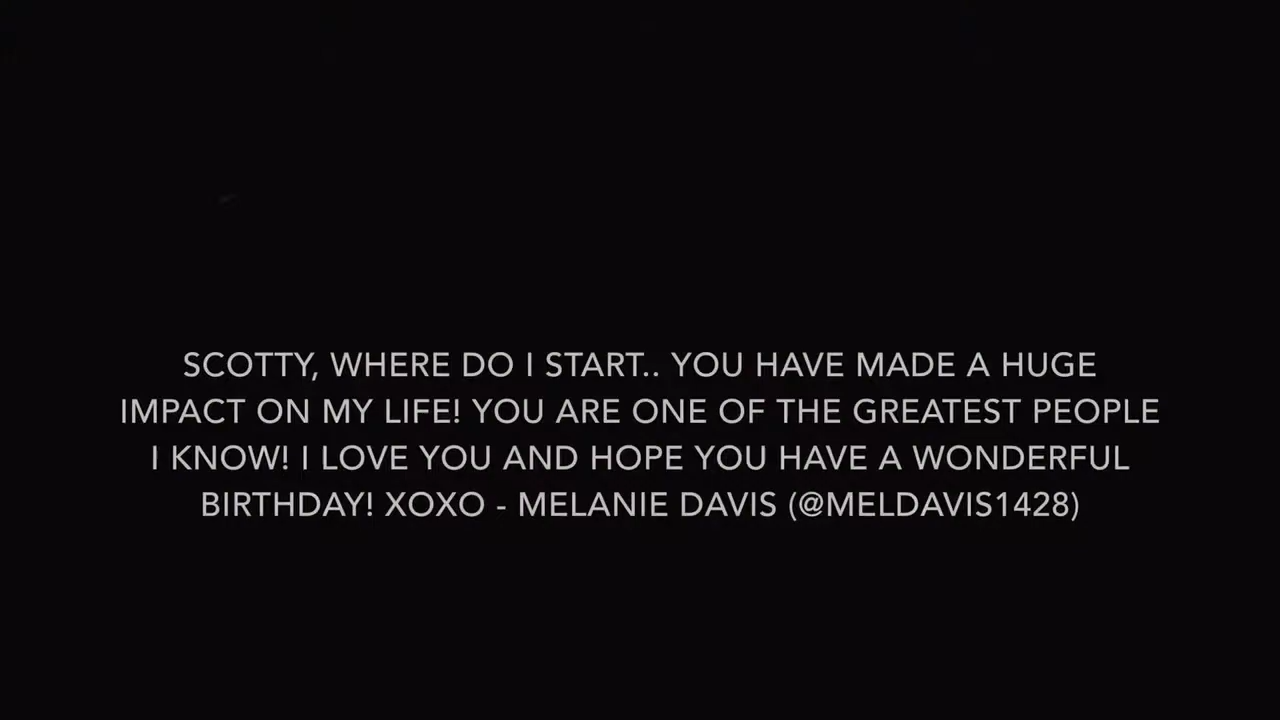 SCOTTY, WHERE DO I START.. YOU HAVE MADE A HUGE
IMPACT ON MY LIFE! YOU ARE ONE OF THE GREATEST PEOPLE
I KNOW! I LOVE YOU AND HOPE YOU HAVE A WONDERFUL
BIRTHDAY! XOXO - MELANIE DAVIS (@MELDAVIS1428)